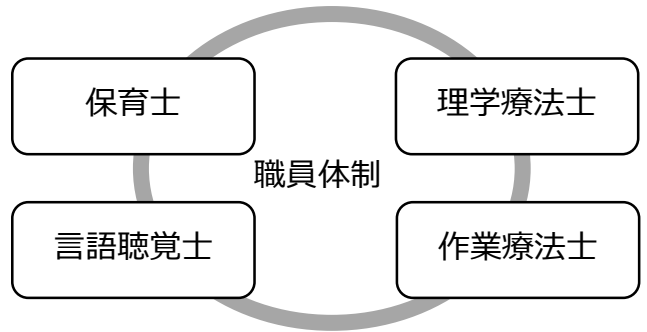 保育士
理学療法士
職員体制
言語聴覚士
作業療法士